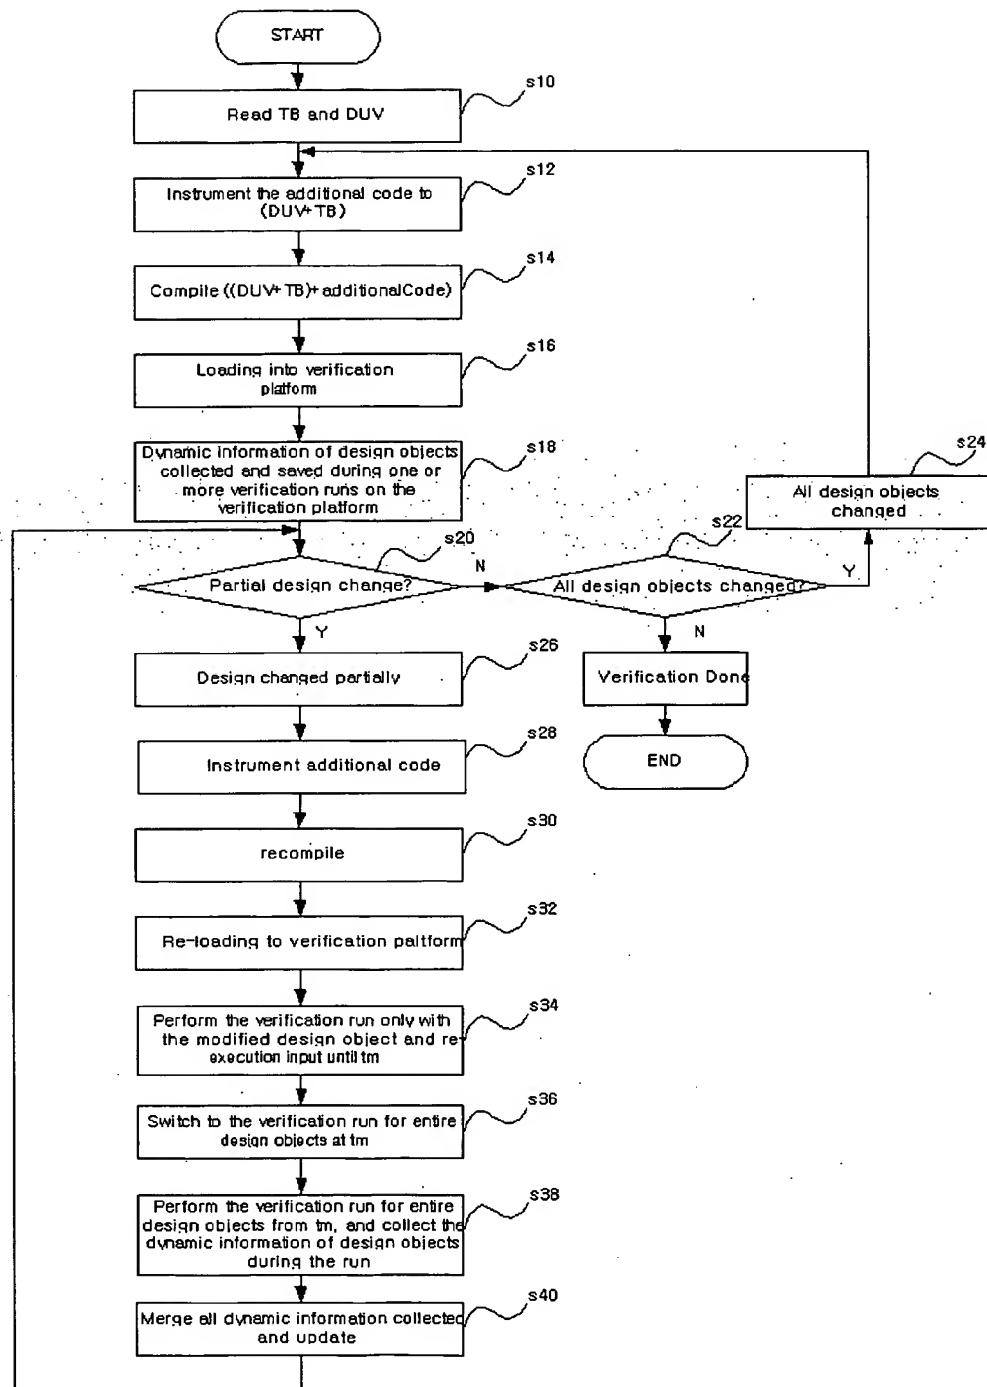 START
s10
Read TB and DUV
s12
Instrument the additional code to
(DUV+TB)
s14
Compile ((DUV+TB)+additionalCode)
s16
Loading into verification
platform
s18
Dynamic information of design objects
collected and saved during one or
more verification runs on the
verification platform
s24
All design objects
changed
s20
Partial design change?
N
s22
All design objects changed?
Y
Y
N
s26
Design changed partially
Verification Done
s28
Instrument additional code
END
s30
recompile
s32
Re-loading to verification paltform
s34
Perform the verification run only with
the modified design object and re-
execution input until tm
s36
Switch to the verification run for entire
design objects at tm
s38
Perform the verification run for entire
design objects from tm, and collect the
dynamic information of design objects
during the run
s40
Merge all dynamic information collected
and update